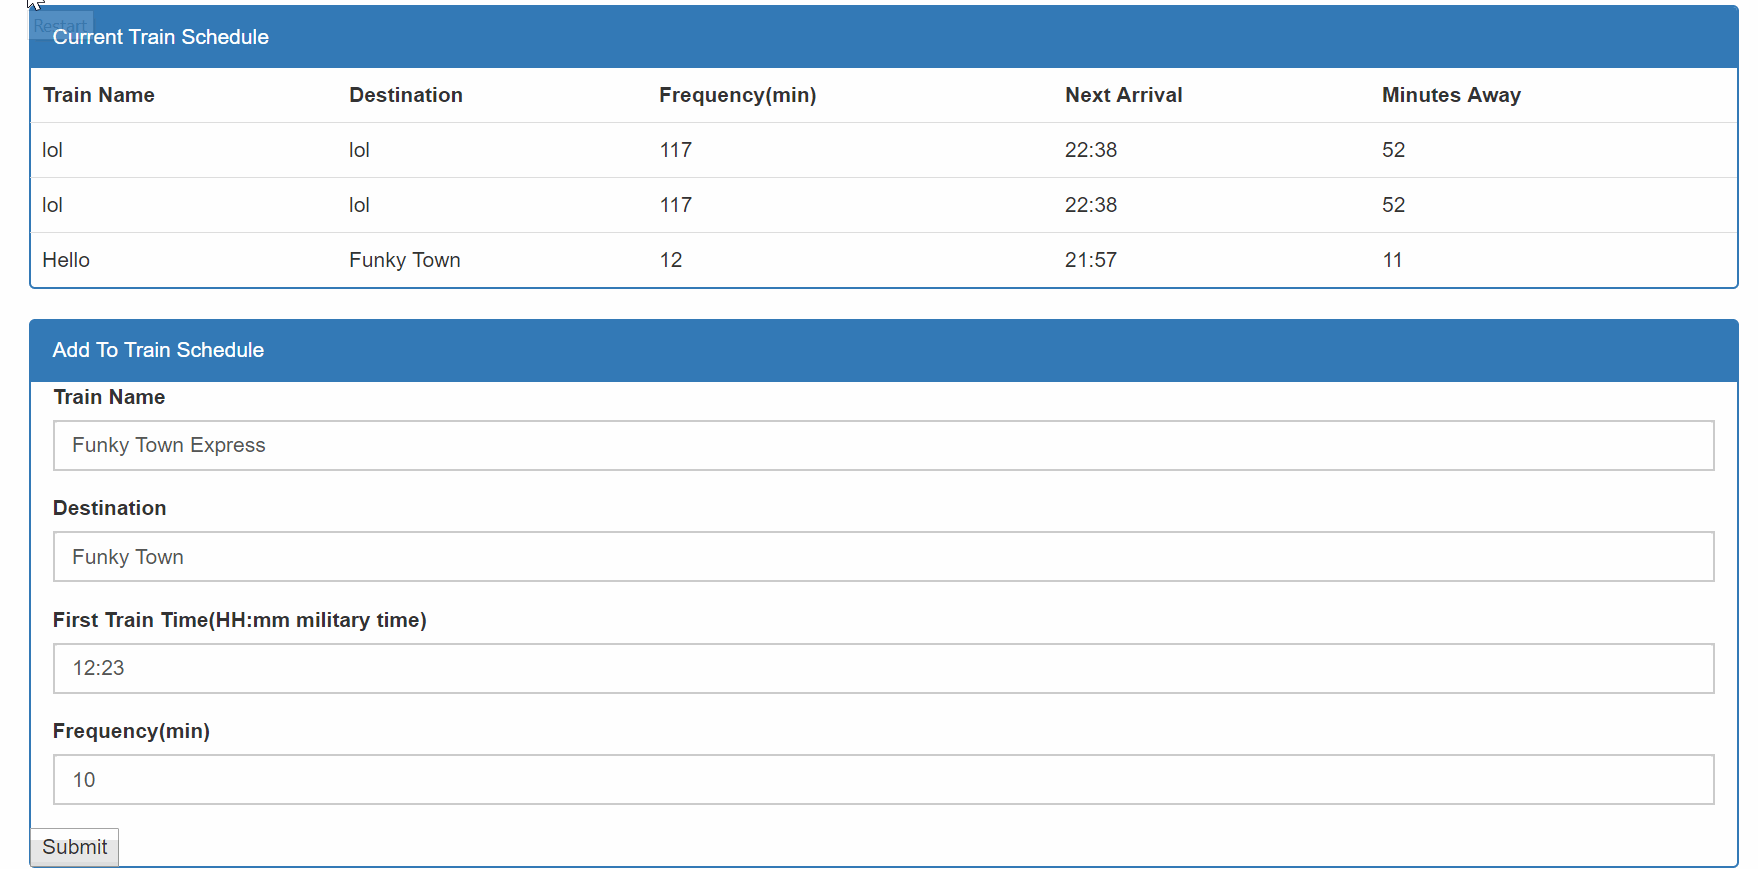 Restart
Current Train Schedule
Train Name Destination Frequency(min) Next Arrival Minutes Away
lol lol 117 22:38 52
lol lol 117 22:38 52
Hello Funky Town 12 21:57 11
Add To Train Schedule
Train Name
Funky Town Express
Destination
Funky Town
First Train Time(HH:mm military time)
12:23
Frequency(min)
10
Submit